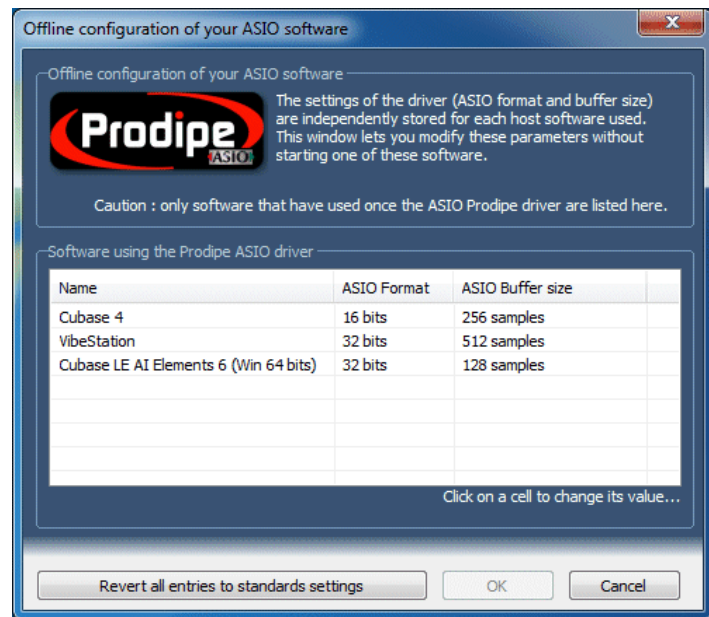 Offline configuration of your ASIO software
Offline configuration of your ASIO software
Prodipe
ASIO
The settings of the driver (ASIO format and buffer size)
are independently stored for each host software used.
This window lets you modify these parameters without
starting one of these software.
Caution : only software that have used once the ASIO Prodipe driver are listed here.
Software using the Prodipe ASIO driver
Name ASIO Format ASIO Buffer size
Cubase 4 16 bits 256 samples
VibeStation 32 bits 512 samples
Cubase LE AI Elements 6 (Win 64 bits) 32 bits 128 samples
Click on a cell to change its value...
Revert all entries to standards settings OK Cancel